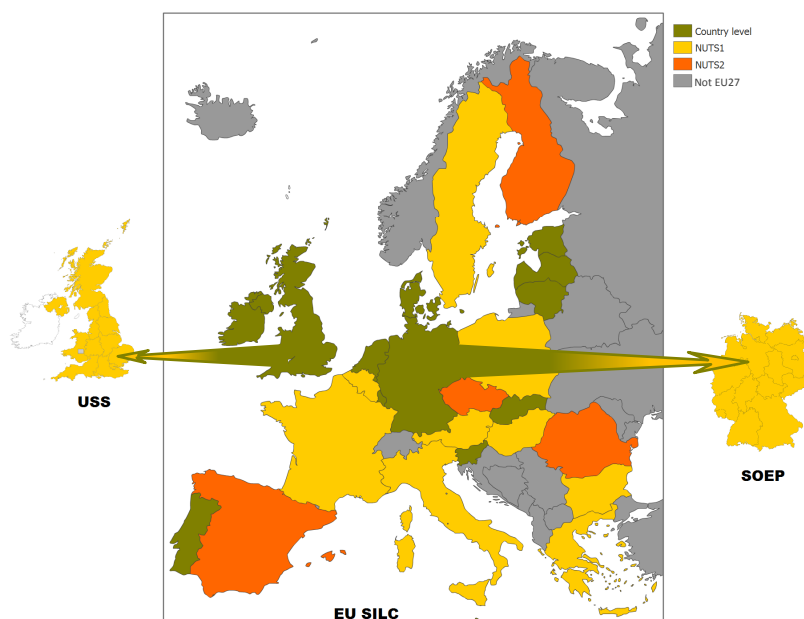 Country level
NUTS1
NUTS2
Not EU27
USS
SOEP
EU SILC